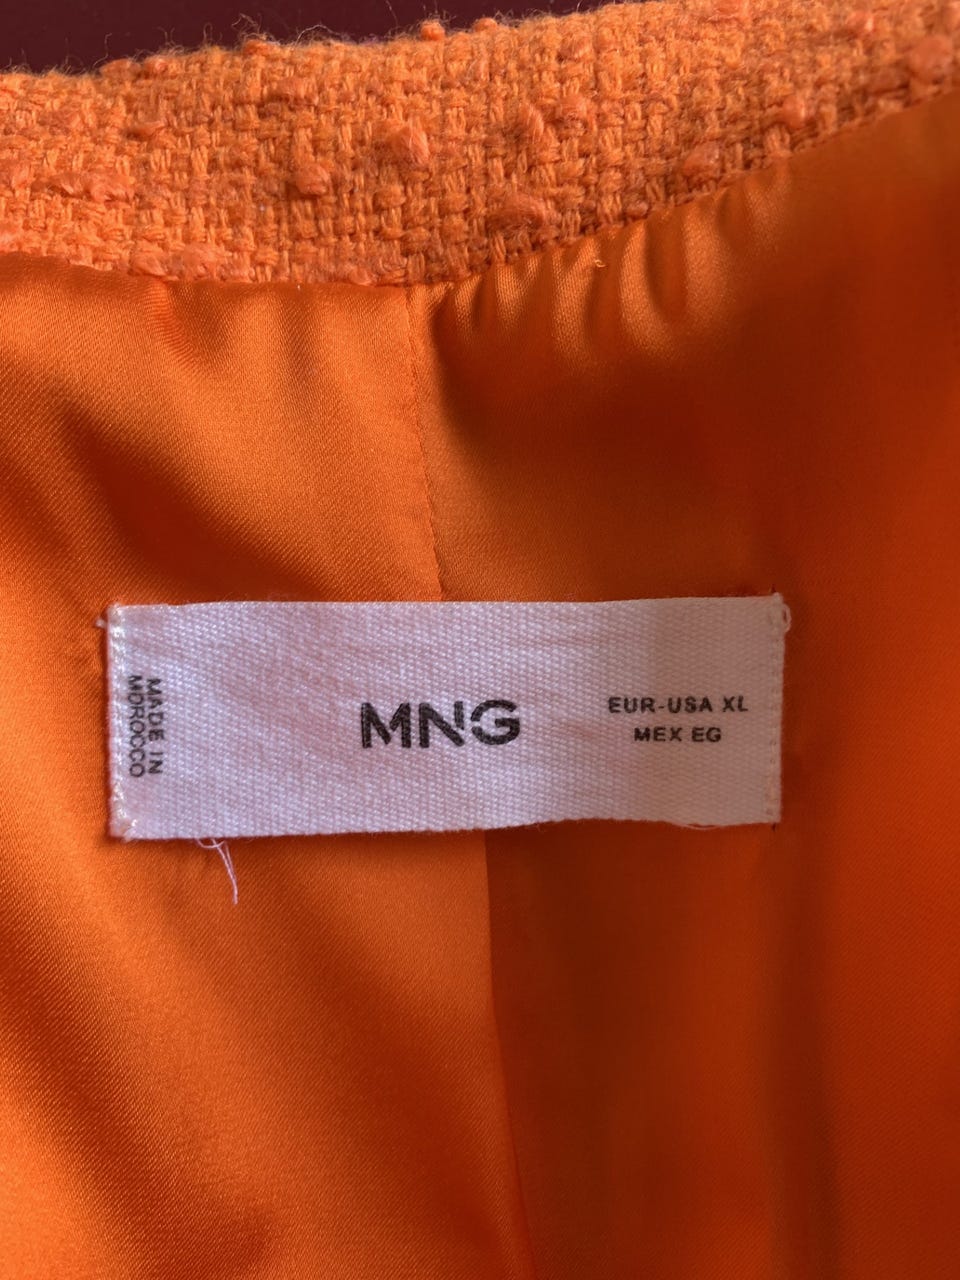 MADE IN
MOROCCO
MNG
EUR-USA XL
MEX EG